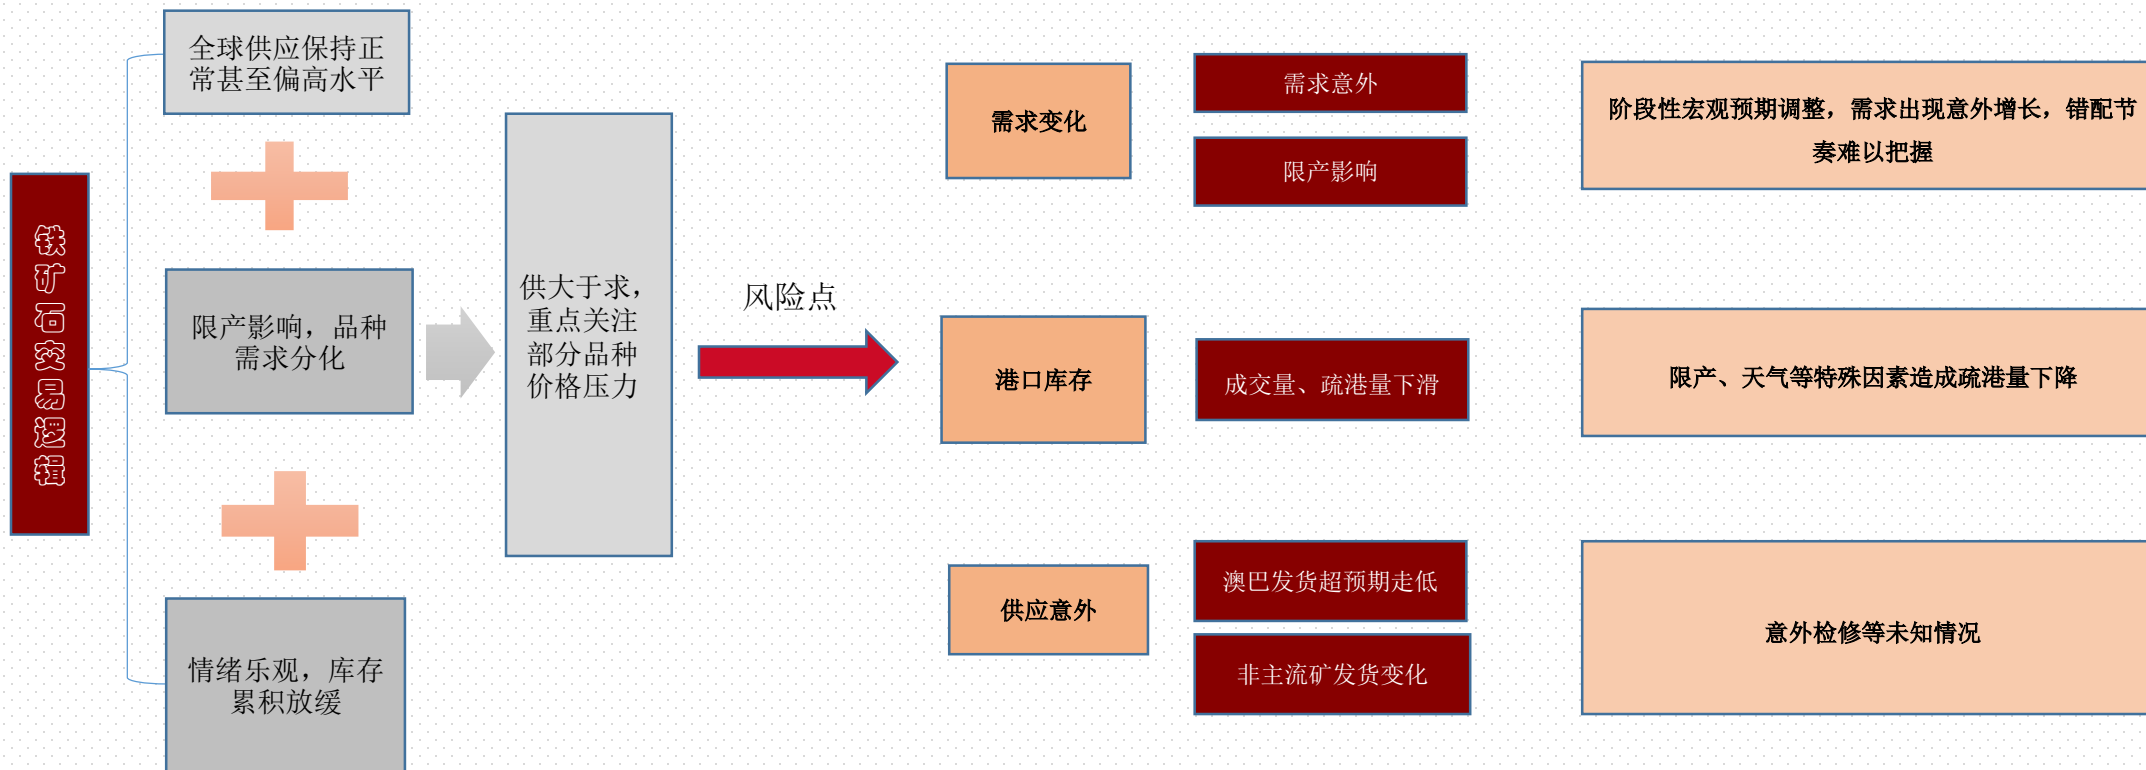 铁矿石交易逻辑
全球供应保持正
常甚至偏高水平
限产影响，品种
需求分化
情绪乐观，库存
累积放缓
供大于求，
重点关注
部分品种
价格压力
风险点
需求变化
需求意外
限产影响
阶段性宏观预期调整，需求出现意外增长，错配节
奏难以把握
港口库存
成交量、疏港量下滑
限产、天气等特殊因素造成疏港量下降
供应意外
澳巴发货超预期走低
非主流矿发货变化
意外检修等未知情况